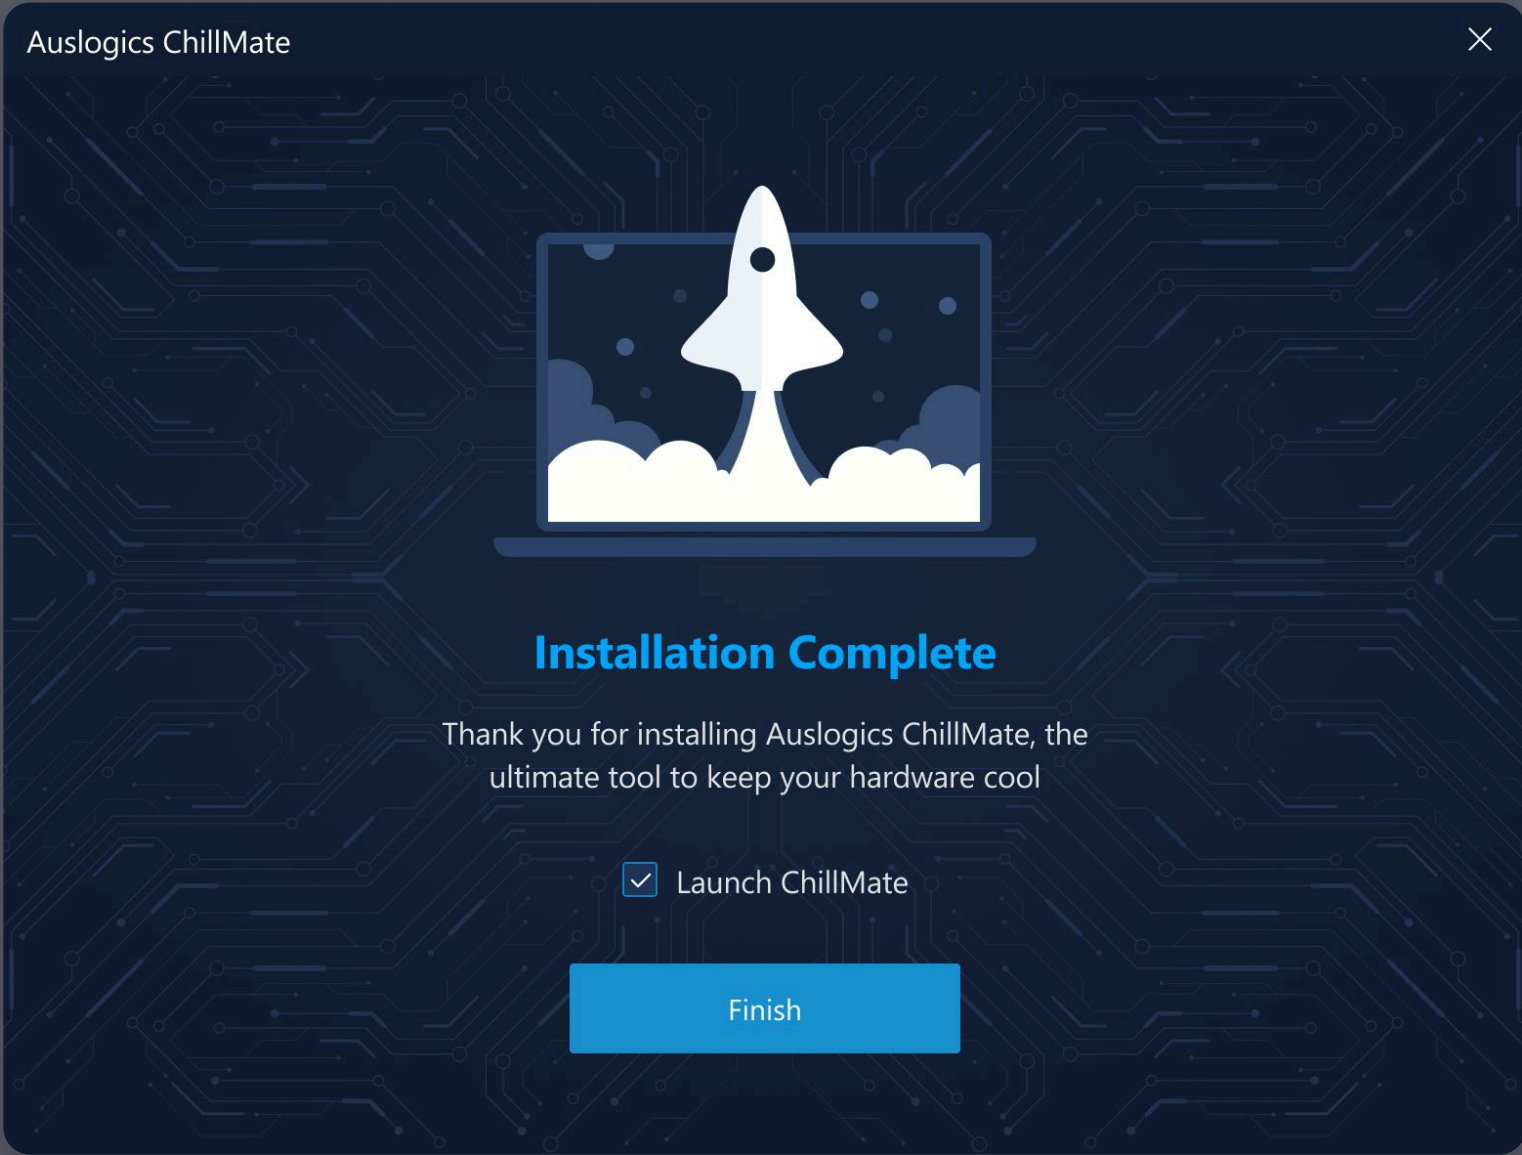 Auslogics ChillMate
Installation Complete
Thank you for installing Auslogics ChillMate, the
ultimate tool to keep your hardware cool
Launch ChillMate
Finish